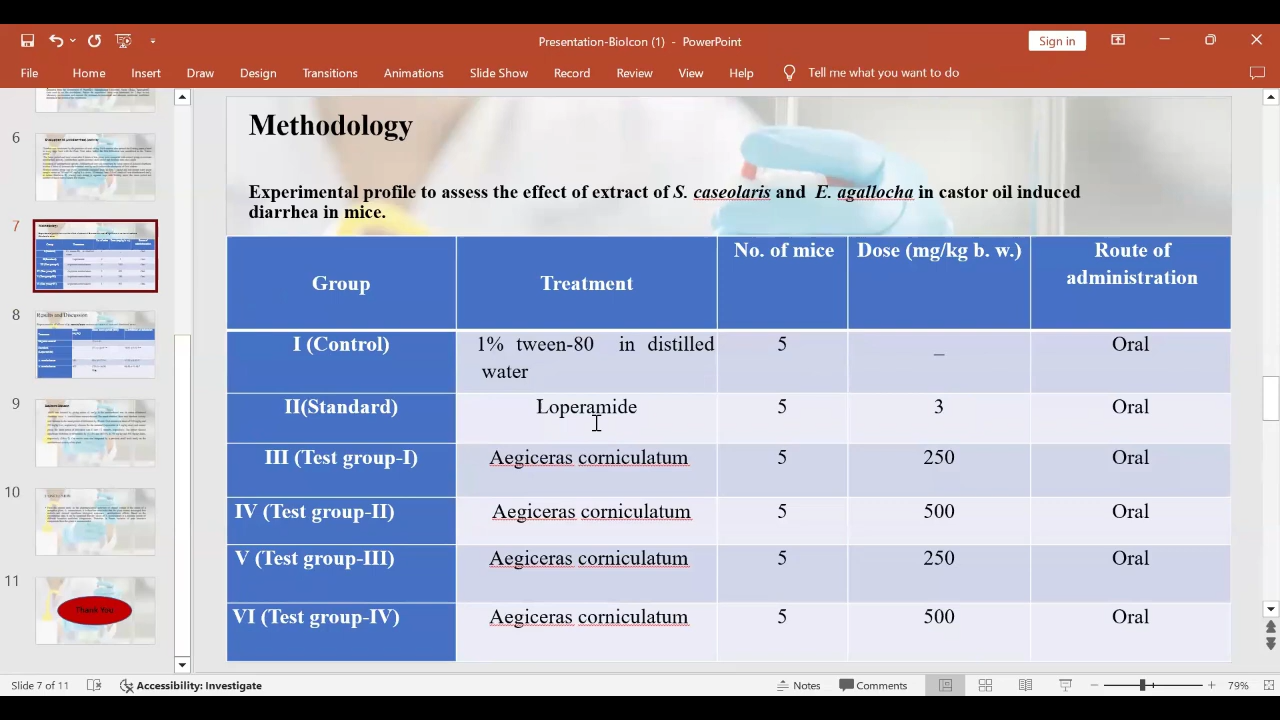 Presentation-BioIcon (1) - PowerPoint
Sign in
File Home Insert Draw Design Transitions Animations Slide Show Record Review View Help Tell me what you want to do
6
7
8
9
10
11
Thank You
Methodology
Experimental profile to assess the effect of extract of S. caseolaris and E. agallocha in castor oil induced
diarrhea in mice.
Group Treatment No. of mice Dose (mg/kg b. w.) Route of
administration
I (Control) 1% tween-80 in distilled 5 – Oral
water
II(Standard) Loperamide 5 3 Oral
III (Test group-I) Aegiceras corniculatum 5 250 Oral
IV (Test group-II) Aegiceras corniculatum 5 500 Oral
V (Test group-III) Aegiceras corniculatum 5 250 Oral
VI (Test group-IV) Aegiceras corniculatum 5 500 Oral
Slide 7 of 11 Accessibility: Investigate Notes Comments 79%